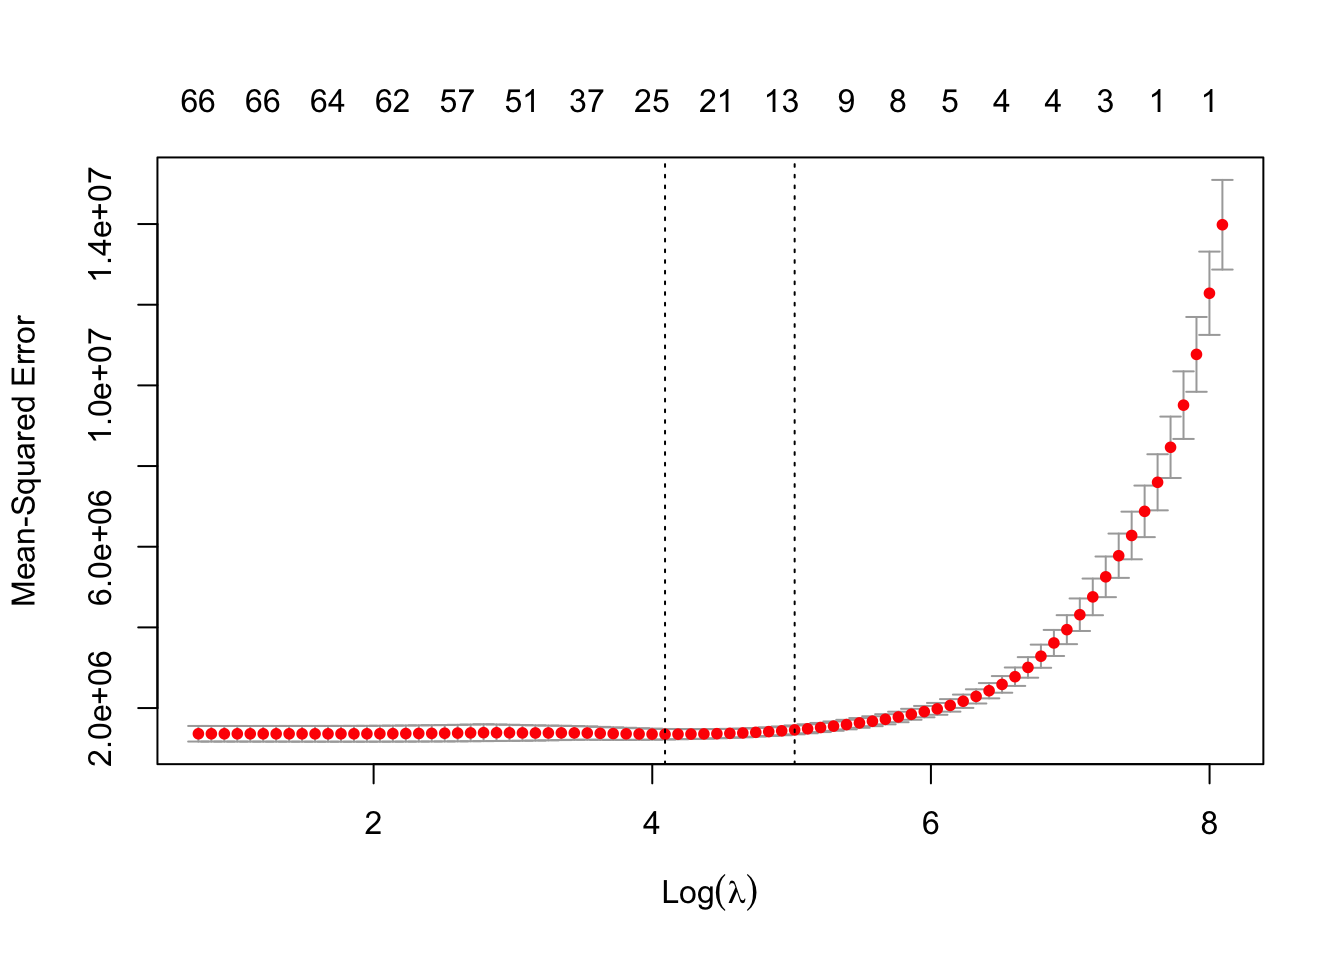 66 66 64 62 57 51 37 25 21 13 9 8 5 4 4 3 1 1
Mean-Squared Error
1.4e+07
1.0e+07
6.0e+06
2.0e+06
2 4 6 8
Log(λ)